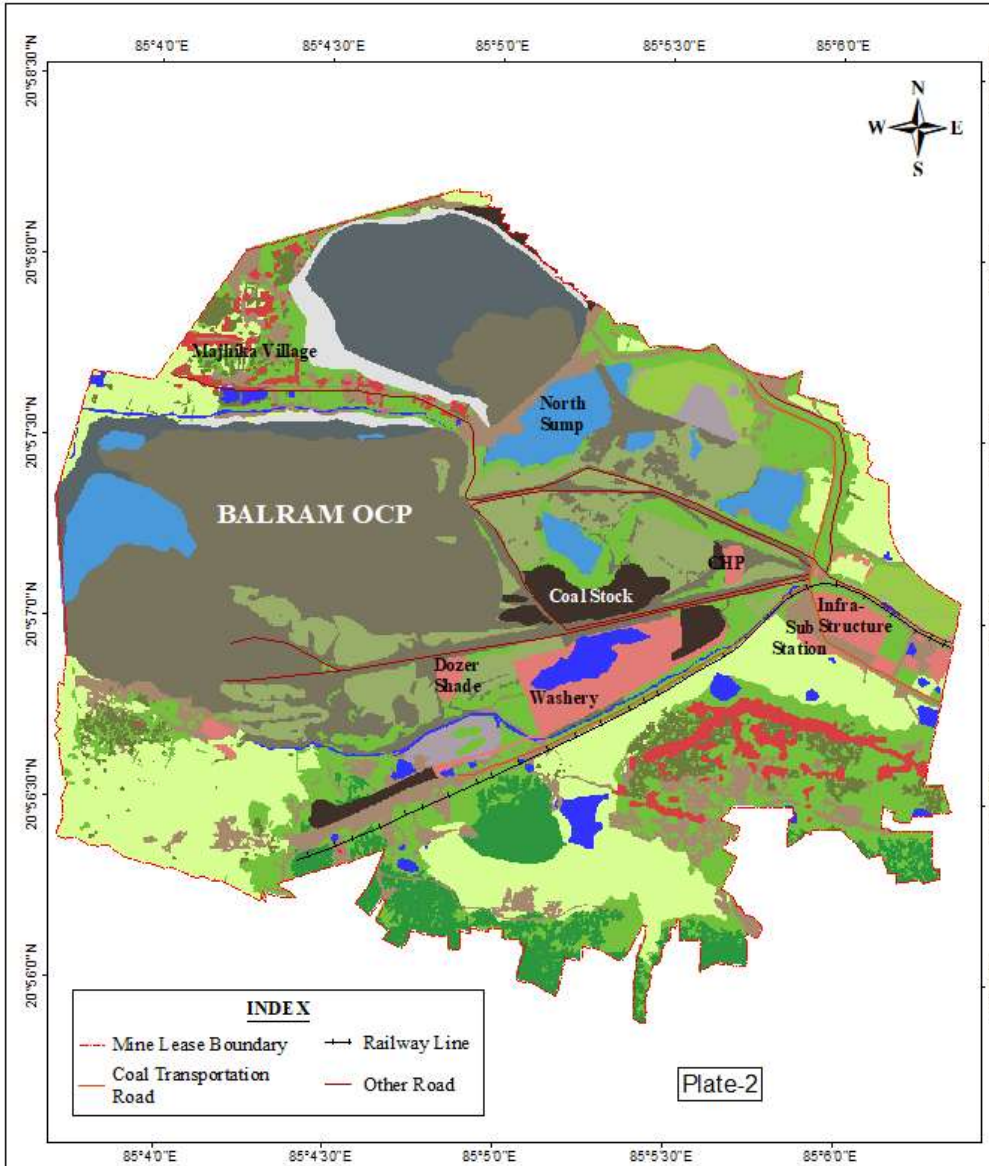 85°4'0"E
85°4'30"E
85°5'0"E
85°5'30"E
85°6'0"E
20°58'30"N
20°58'0"N
20°57'30"N
20°57'0"N
20°56'30"N
20°56'0"N
N
W
E
S
Majhika Village
North
Sump
BALRAM OCP
CHP
Coal Stock
Infra-
Structure
Sub
Station
Dozer
Shade
Washery
INDEX
Mine Lease Boundary
Railway Line
Coal Transportation
Road
Other Road
Plate-2
85°4'0"E
85°4'30"E
85°5'0"E
85°5'30"E
85°6'0"E